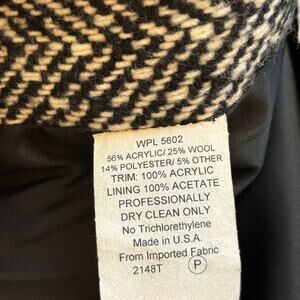 WPL 5602
56% ACRYLIC/ 25% WOOL
14% POLYESTER/ 5% OTHER
TRIM: 100% ACRYLIC
LINING 100% ACETATE
PROFESSIONALLY
DRY CLEAN ONLY
No Trichlorethylene
Made in U.S.A.
From Imported Fabric
2148T P